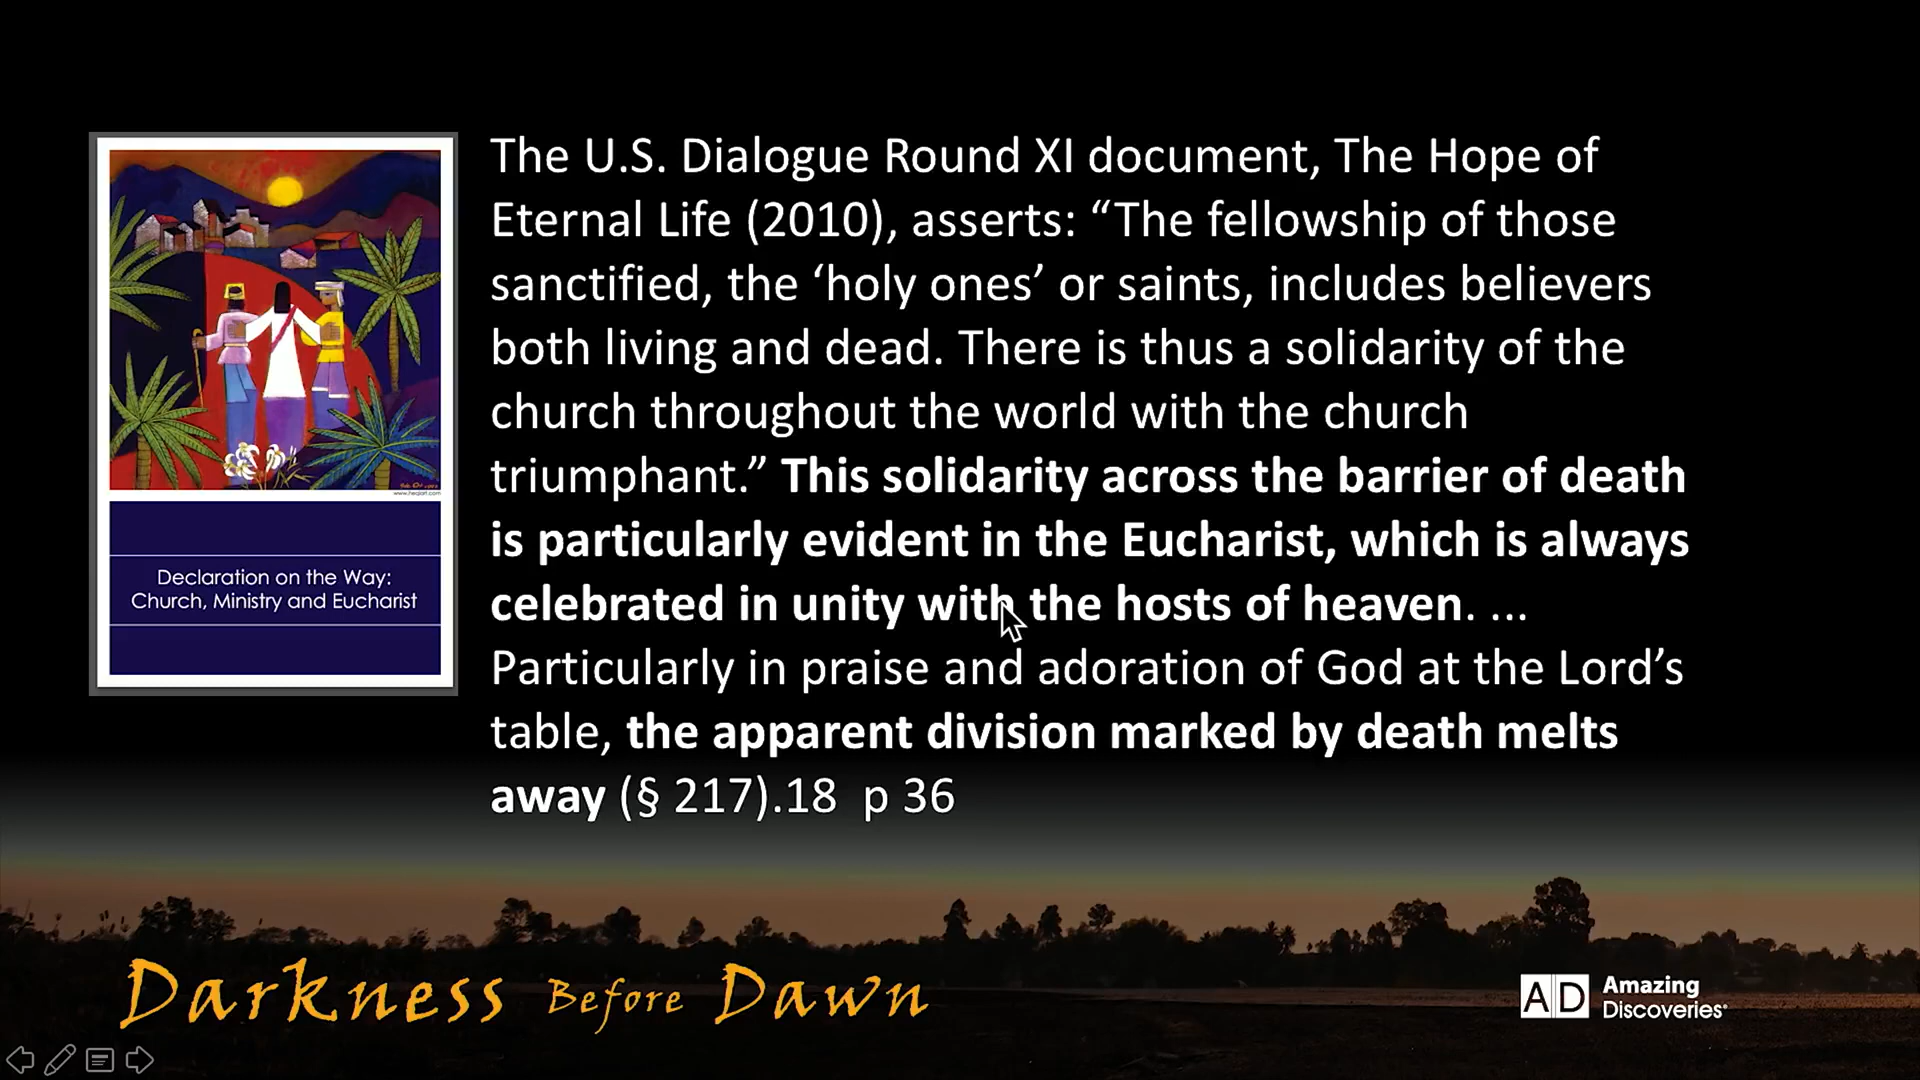 The U.S. Dialogue Round XI document, The Hope of
Eternal Life (2010), asserts: “The fellowship of those
sanctified, the ‘holy ones’ or saints, includes believers
both living and dead. There is thus a solidarity of the
church throughout the world with the church
triumphant.” This solidarity across the barrier of death
is particularly evident in the Eucharist, which is always
celebrated in unity with the hosts of heaven. ...
Particularly in praise and adoration of God at the Lord’s
table, the apparent division marked by death melts
away (§ 217).18 p 36
www.heqiart.com
Declaration on the Way:
Church, Ministry and Eucharist
Darkness Before Dawn
AD Amazing
Discoveries